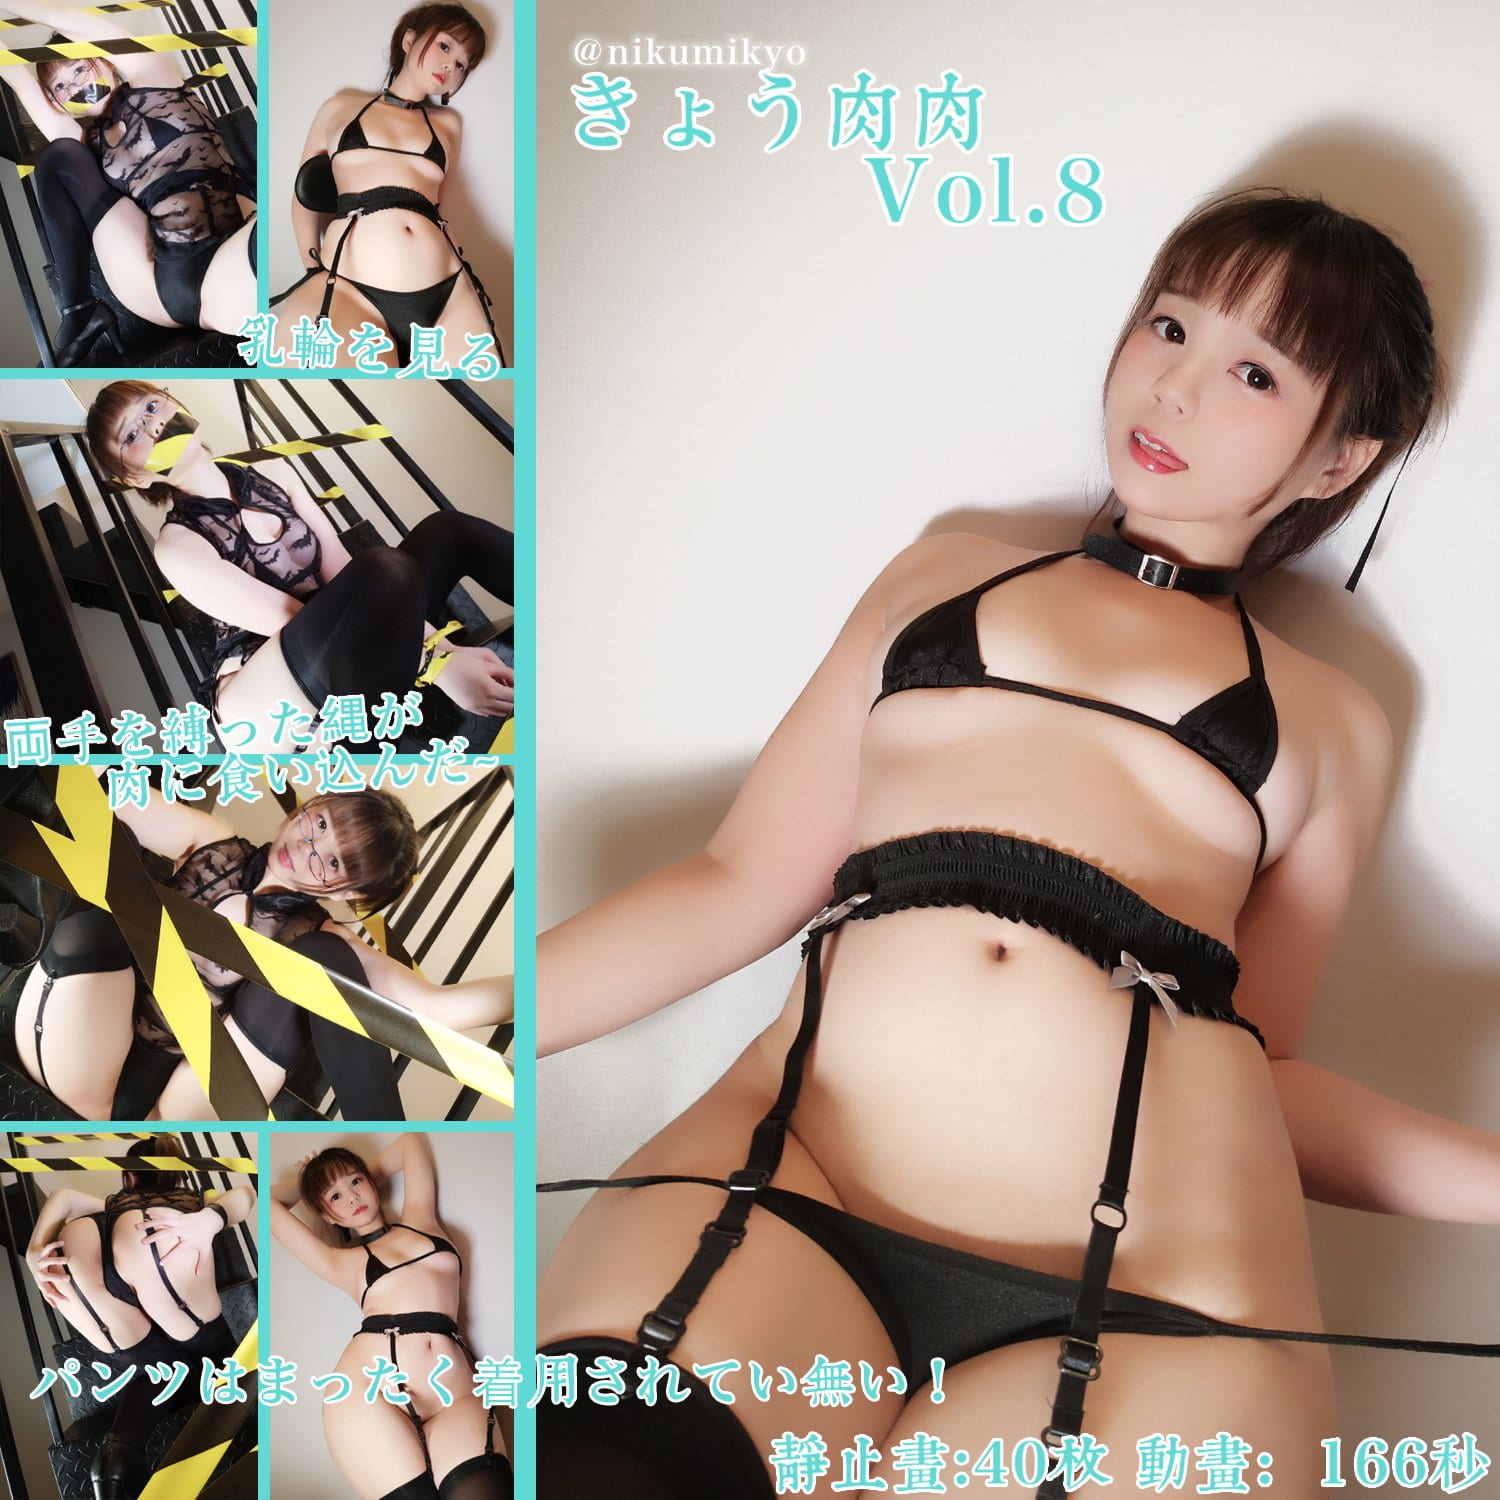 @nikumikyo
きょう肉肉
Vol.8
乳輪を見る
両手を縛った縄が
肉に食い込んだ~
パンツはまったく着用されてい無い！
靜止畫:40枚 動畫：166秒